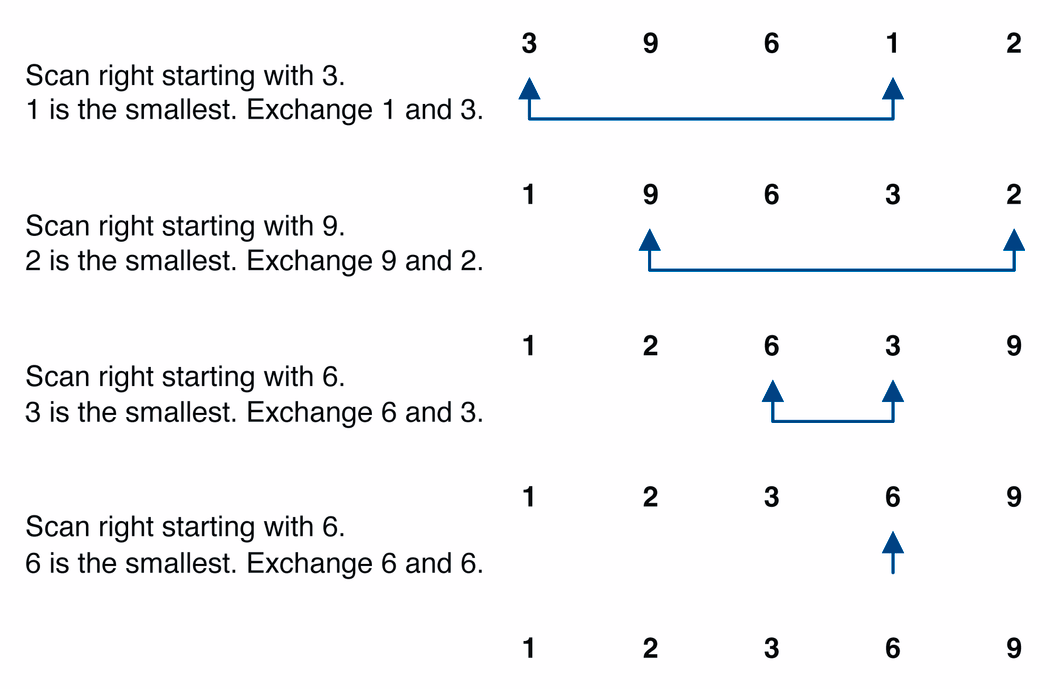 3 9 6 1 2
Scan right starting with 3.
1 is the smallest. Exchange 1 and 3.
1 9 6 3 2
Scan right starting with 9.
2 is the smallest. Exchange 9 and 2.
1 2 6 3 9
Scan right starting with 6.
3 is the smallest. Exchange 6 and 3.
1 2 3 6 9
Scan right starting with 6.
6 is the smallest. Exchange 6 and 6.
1 2 3 6 9